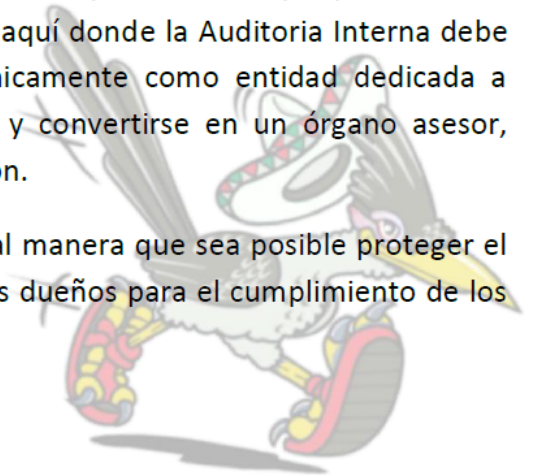 aquí donde la Auditoria Interna debe
nicamente como entidad dedicada a
y convertirse en un órgano asesor,
ón.
al manera que sea posible proteger el
s dueños para el cumplimiento de los